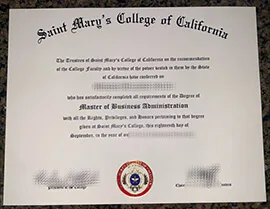 Saint Mary's College of California
The Trustees of Saint Mary's College of California on the recommendation
of the College Faculty and by virtue of the power vested in them by the State
of California have conferred on
who has satisfactorily completed all requirements of the Degree of
Master of Business Administration
with all the Rights, Privileges, and Honors pertaining to that degree
given at Saint Mary's College, this eighteenth day of
September, in the year of